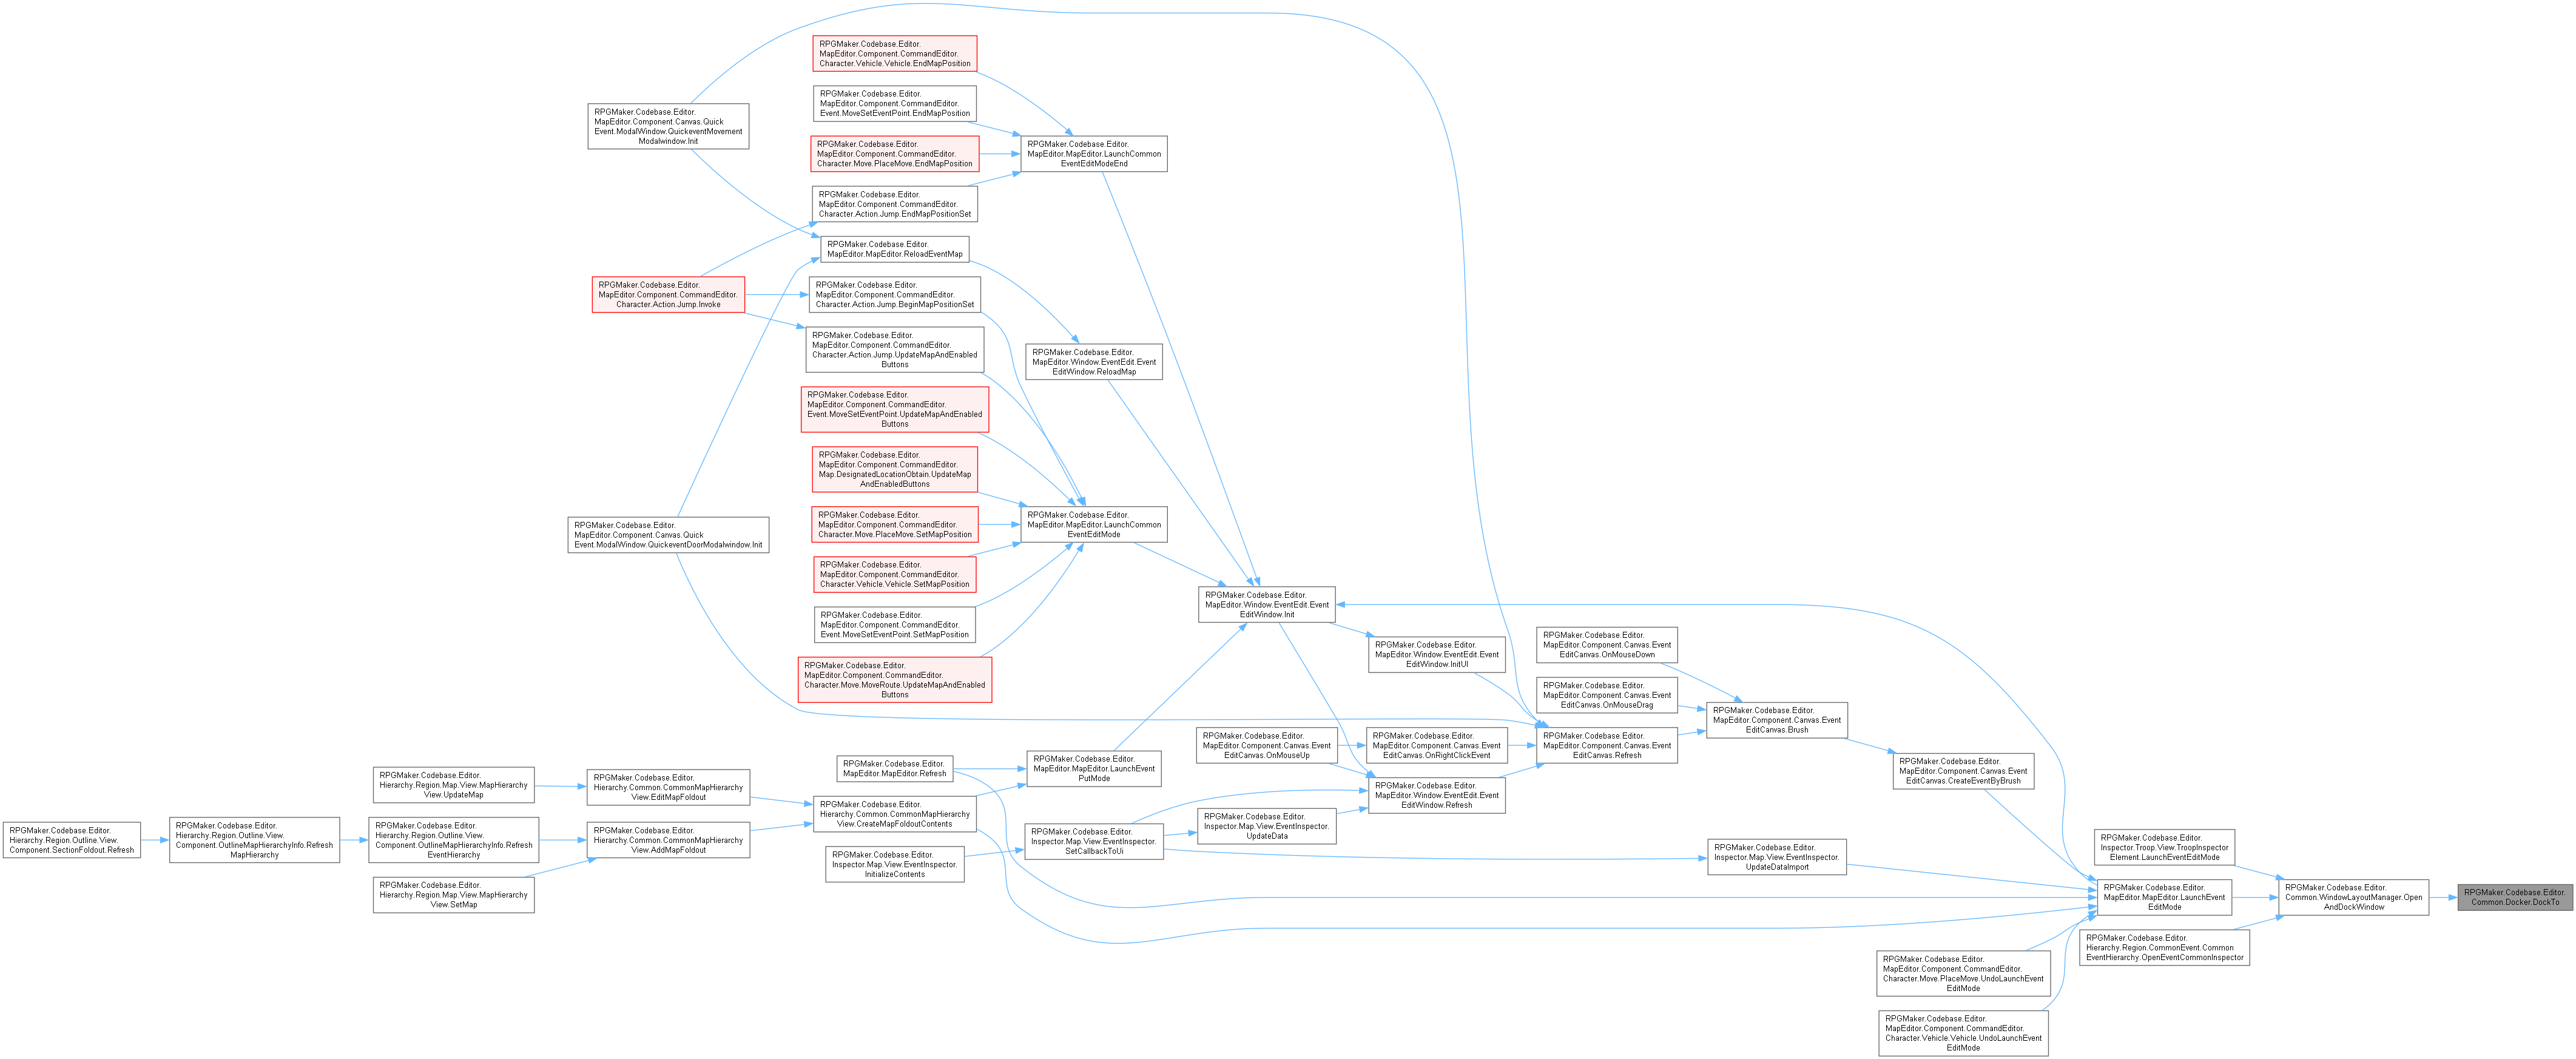 RPGMaker.Codebase.Editor.
MapEditor.Component.CommandEditor.
Character.Vehicle.Vehicle.EndMapPosition
RPGMaker.Codebase.Editor.
MapEditor.Component.CommandEditor.
Event.MoveSetEventPoint.EndMapPosition
RPGMaker.Codebase.Editor.
MapEditor.Component.Canvas.Quick
Event.ModalWindow.QuickeventMovement
Modalwindow.Init
RPGMaker.Codebase.Editor.
MapEditor.Component.CommandEditor.
Character.Move.PlaceMove.EndMapPosition
RPGMaker.Codebase.Editor.
MapEditor.MapEditor.LaunchCommon
EventEditModeEnd
RPGMaker.Codebase.Editor.
MapEditor.Component.CommandEditor.
Character.Action.Jump.EndMapPositionSet
RPGMaker.Codebase.Editor.
MapEditor.MapEditor.ReloadEventMap
RPGMaker.Codebase.Editor.
MapEditor.Component.CommandEditor.
Character.Action.Jump.Invoke
RPGMaker.Codebase.Editor.
MapEditor.Component.CommandEditor.
Character.Action.Jump.BeginMapPositionSet
RPGMaker.Codebase.Editor.
MapEditor.Component.CommandEditor.
Character.Action.Jump.UpdateMapAndEnabled
Buttons
RPGMaker.Codebase.Editor.
MapEditor.Window.EventEdit.Event
EditWindow.ReloadMap
RPGMaker.Codebase.Editor.
MapEditor.Component.CommandEditor.
Event.MoveSetEventPoint.UpdateMapAndEnabled
Buttons
RPGMaker.Codebase.Editor.
MapEditor.Component.CommandEditor.
Map.DesignatedLocationObtain.UpdateMap
AndEnabledButtons
RPGMaker.Codebase.Editor.
MapEditor.Component.Canvas.Quick
Event.ModalWindow.QuickeventDoorModalwindow.Init
RPGMaker.Codebase.Editor.
MapEditor.Component.CommandEditor.
Character.Move.PlaceMove.SetMapPosition
RPGMaker.Codebase.Editor.
MapEditor.MapEditor.LaunchCommon
EventEditMode
RPGMaker.Codebase.Editor.
MapEditor.Component.CommandEditor.
Character.Vehicle.Vehicle.SetMapPosition
RPGMaker.Codebase.Editor.
MapEditor.Component.CommandEditor.
Event.MoveSetEventPoint.SetMapPosition
RPGMaker.Codebase.Editor.
MapEditor.Window.EventEdit.Event
EditWindow.Init
RPGMaker.Codebase.Editor.
MapEditor.Component.CommandEditor.
Character.Move.MoveRoute.UpdateMapAndEnabled
Buttons
RPGMaker.Codebase.Editor.
MapEditor.Window.EventEdit.Event
EditWindow.InitUI
RPGMaker.Codebase.Editor.
MapEditor.Component.Canvas.Event
EditCanvas.OnMouseDown
RPGMaker.Codebase.Editor.
MapEditor.Component.Canvas.Event
EditCanvas.OnMouseDrag
RPGMaker.Codebase.Editor.
MapEditor.Component.Canvas.Event
EditCanvas.Brush
RPGMaker.Codebase.Editor.
MapEditor.Component.Canvas.Event
EditCanvas.OnMouseUp
RPGMaker.Codebase.Editor.
MapEditor.Component.Canvas.Event
EditCanvas.OnRightClickEvent
RPGMaker.Codebase.Editor.
MapEditor.Component.Canvas.Event
EditCanvas.Refresh
RPGMaker.Codebase.Editor.
MapEditor.MapEditor.Refresh
RPGMaker.Codebase.Editor.
MapEditor.MapEditor.LaunchEvent
PutMode
RPGMaker.Codebase.Editor.
MapEditor.Component.Canvas.Event
EditCanvas.CreateEventByBrush
RPGMaker.Codebase.Editor.
Hierarchy.Region.Map.View.MapHierarchy
View.UpdateMap
RPGMaker.Codebase.Editor.
Hierarchy.Common.CommonMapHierarchy
View.EditMapFoldout
RPGMaker.Codebase.Editor.
MapEditor.Window.EventEdit.Event
EditWindow.Refresh
RPGMaker.Codebase.Editor.
Hierarchy.Common.CommonMapHierarchy
View.CreateMapFoldoutContents
RPGMaker.Codebase.Editor.
Inspector.Map.View.EventInspector.
UpdateData
RPGMaker.Codebase.Editor.
Hierarchy.Region.Outline.View.
Component.SectionFoldout.Refresh
RPGMaker.Codebase.Editor.
Hierarchy.Region.Outline.View.
Component.OutlineMapHierarchyInfo.Refresh
MapHierarchy
RPGMaker.Codebase.Editor.
Hierarchy.Region.Outline.View.
Component.OutlineMapHierarchyInfo.Refresh
EventHierarchy
RPGMaker.Codebase.Editor.
Hierarchy.Common.CommonMapHierarchy
View.AddMapFoldout
RPGMaker.Codebase.Editor.
Inspector.Map.View.EventInspector.
SetCallbackToUi
RPGMaker.Codebase.Editor.
Inspector.Map.View.EventInspector.
InitializeContents
RPGMaker.Codebase.Editor.
Inspector.Map.View.EventInspector.
UpdateDataImport
RPGMaker.Codebase.Editor.
Inspector.Troop.View.TroopInspector
Element.LaunchEventEditMode
RPGMaker.Codebase.Editor.
Hierarchy.Region.Map.View.MapHierarchy
View.SetMap
RPGMaker.Codebase.Editor.
MapEditor.MapEditor.LaunchEvent
EditMode
RPGMaker.Codebase.Editor.
Common.WindowLayoutManager.Open
AndDockWindow
RPGMaker.Codebase.Editor.
Common.Docker.DockTo
RPGMaker.Codebase.Editor.
Hierarchy.Region.CommonEvent.Common
EventHierarchy.OpenEventCommonInspector
RPGMaker.Codebase.Editor.
MapEditor.Component.CommandEditor.
Character.Move.PlaceMove.UndoLaunchEvent
EditMode
RPGMaker.Codebase.Editor.
MapEditor.Component.CommandEditor.
Character.Vehicle.Vehicle.UndoLaunchEvent
EditMode